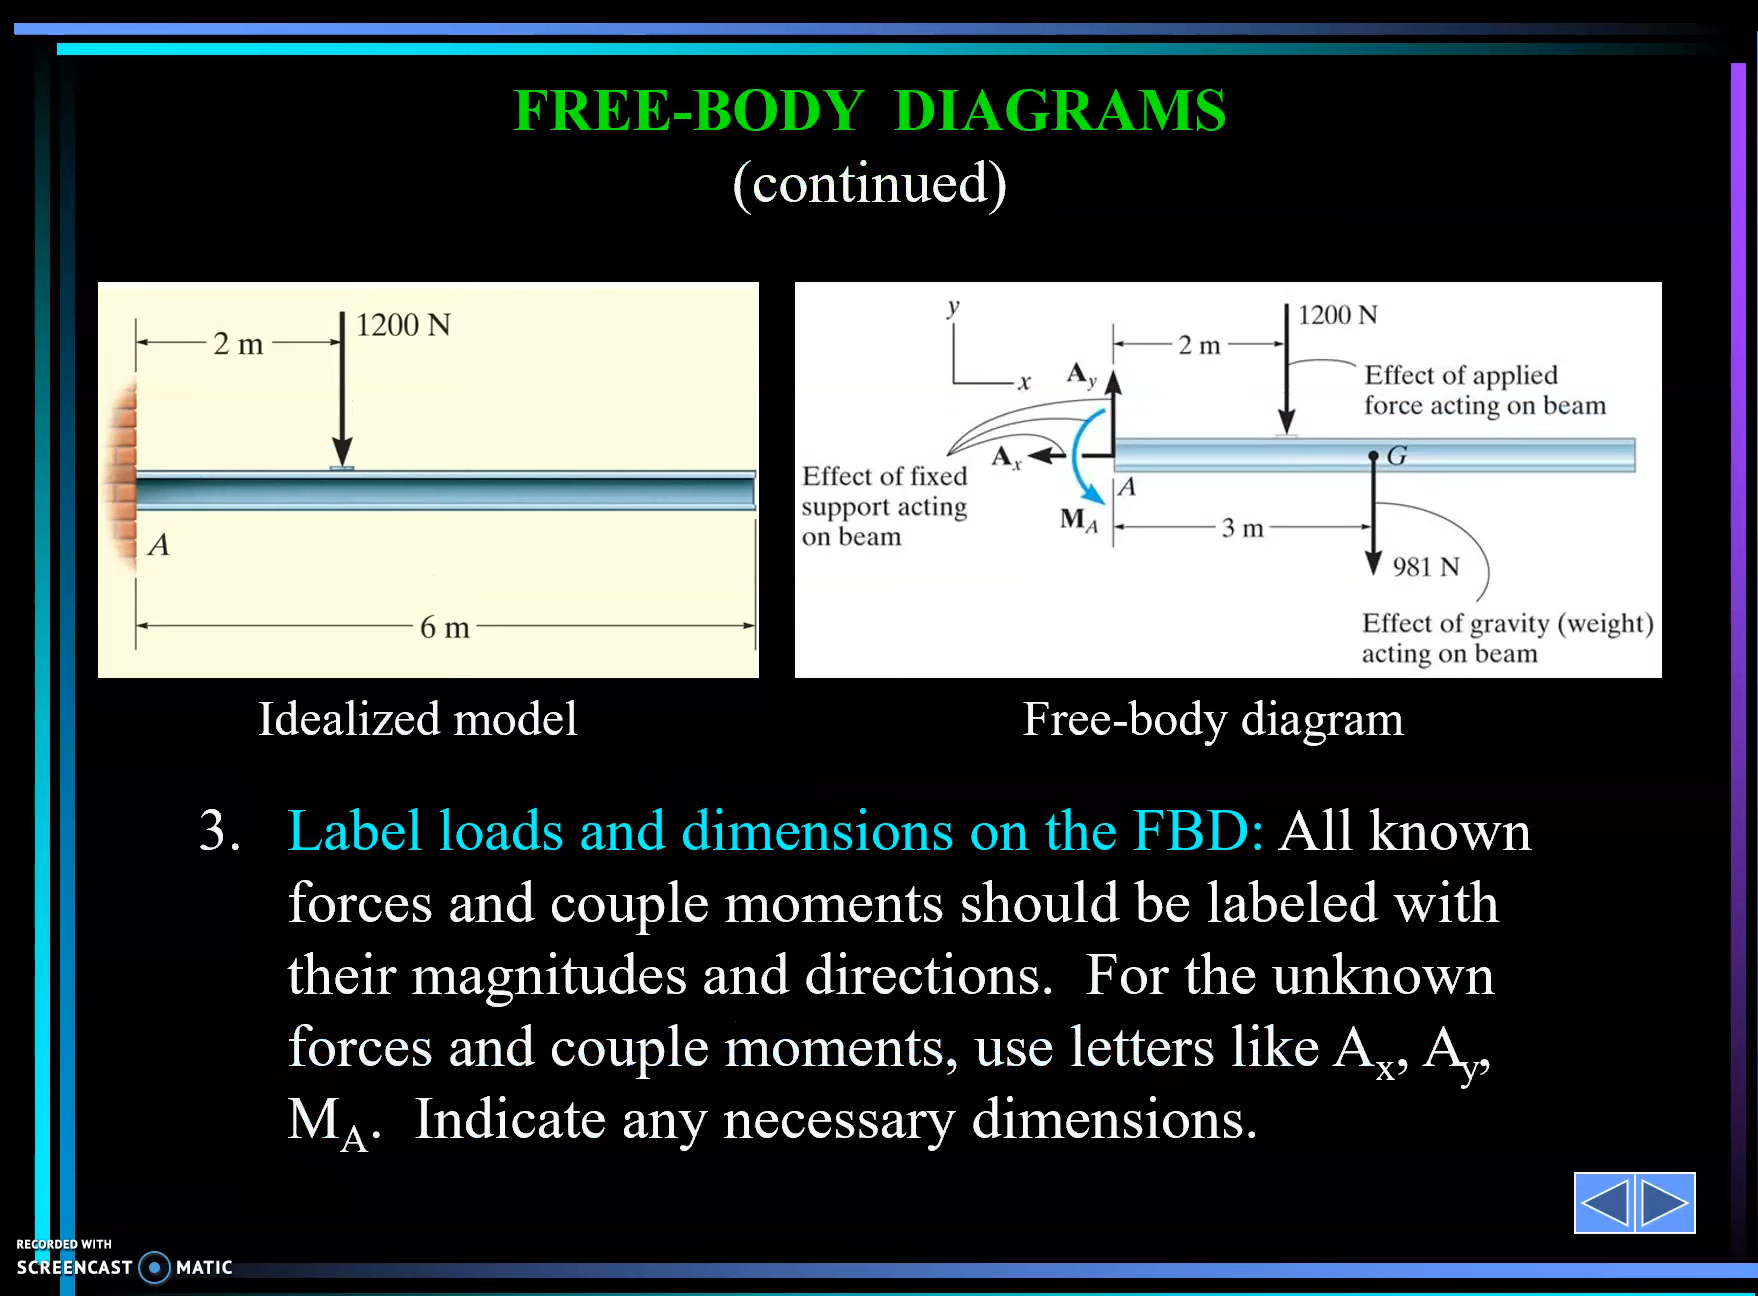 FREE-BODY DIAGRAMS
(continued)
2 m
1200 N
A
6 m
y
x
1200 N
2 m
Ay
Effect of applied
force acting on beam
Ax
G
Effect of fixed
support acting
on beam
A
MA
3 m
981 N
Effect of gravity (weight)
acting on beam
Idealized model
Free-body diagram
3. Label loads and dimensions on the FBD: All known
forces and couple moments should be labeled with
their magnitudes and directions. For the unknown
forces and couple moments, use letters like Ax, Ay,
MA. Indicate any necessary dimensions.
RECORDED WITH
SCREENCAST MATIC